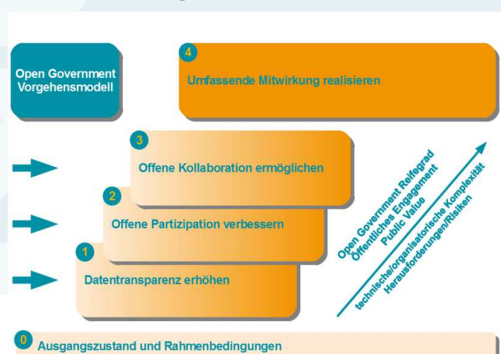 Open Government
Vorgehensmodell
4
Umfassende Mitwirkung realisieren
3
Offene Kollaboration ermöglichen
2
Offene Partizipation verbessern
1
Datentransparenz erhöhen
Open Government Reifegrad
Öffentliches Engagement
Public Value
technische/organisatorische Komplexität
Herausforderungen/Risiken
0
Ausgangszustand und Rahmenbedingungen